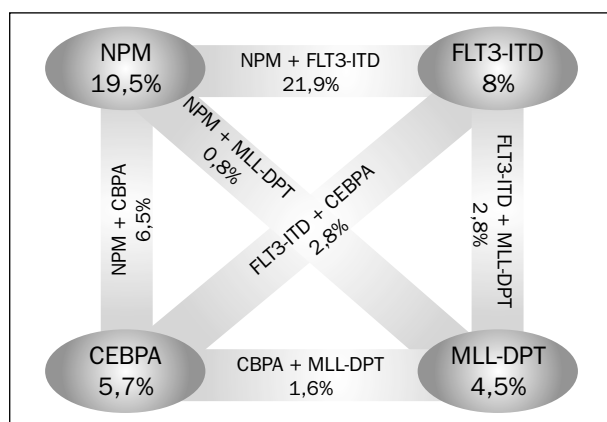 NPM
19,5%
NPM + FLT3-ITD
21,9%
FLT3-ITD
8%
NPM + MLL-DPT
0,8%
NPM + CBPA
6,5%
FLT3-ITD + CEBPA
2,8%
FLT3-ITD + MLL-DPT
2,8%
CEBPA
5,7%
CBPA + MLL-DPT
1,6%
MLL-DPT
4,5%